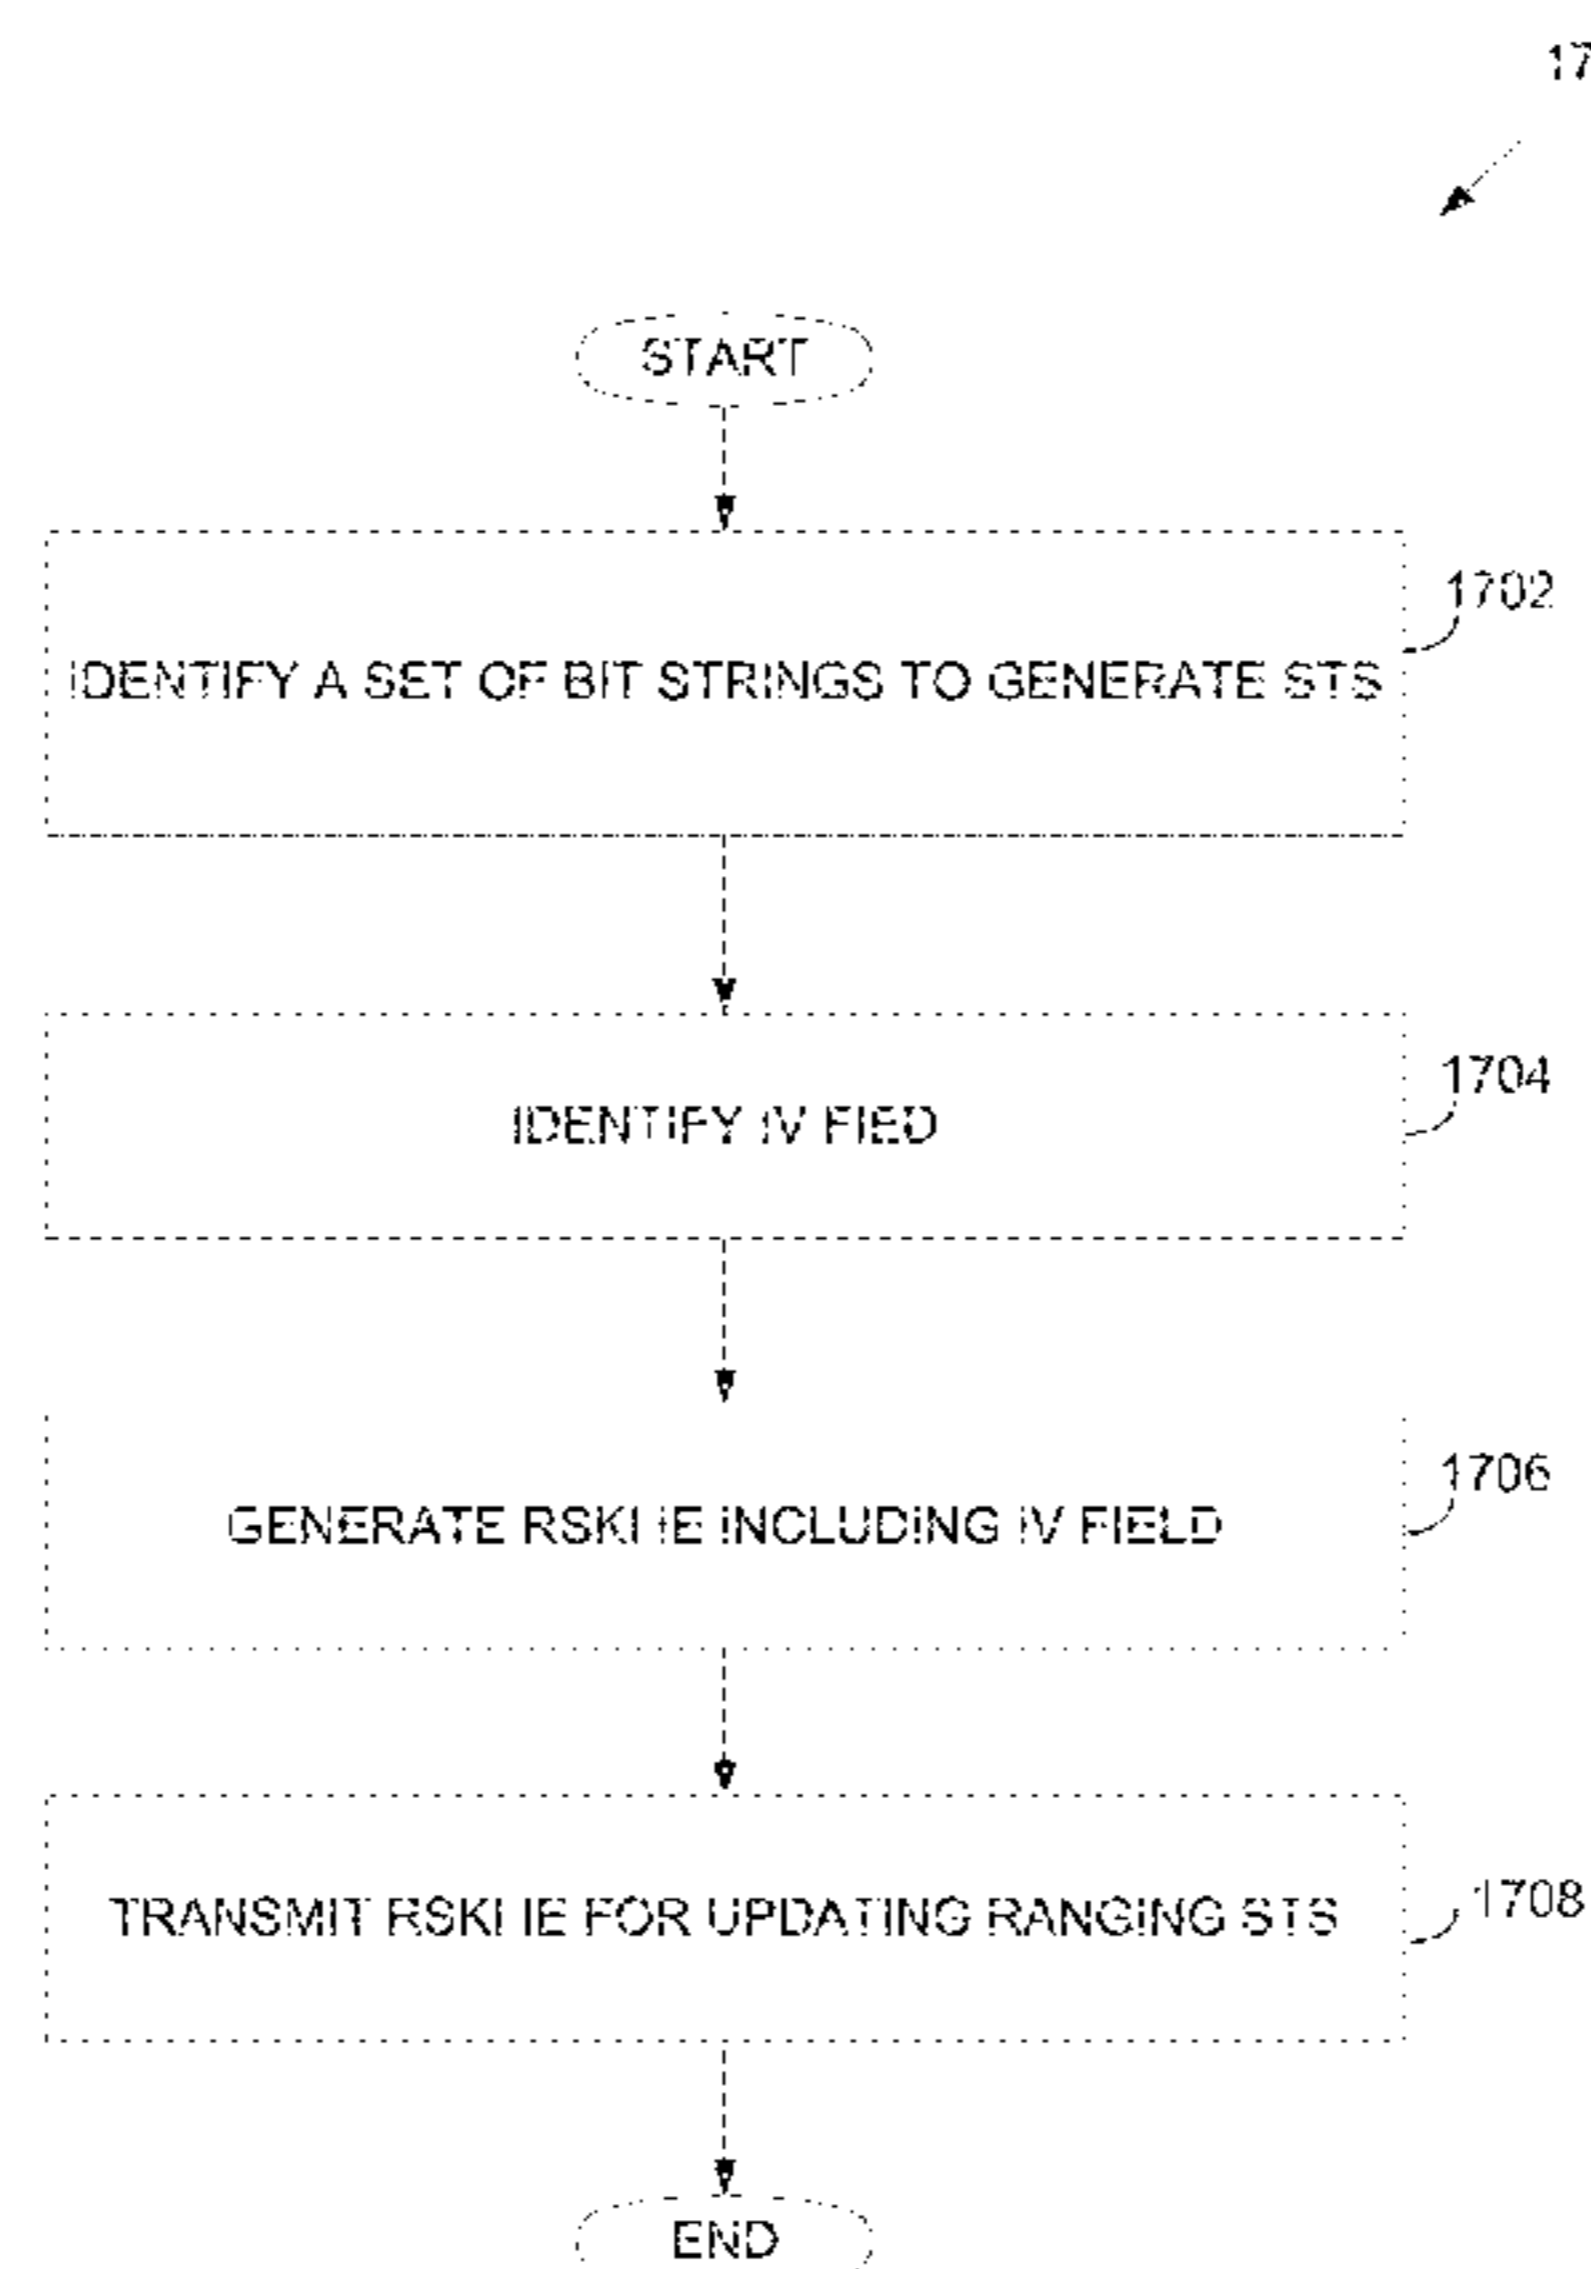 17
START
1702
IDENTIFY A SET OF BIT STRINGS TO GENERATE STS
1704
IDENTIFY IV FIED
1706
GENERATE RSKI IE INCLUDING IV FIELD
1708
TRANSMIT RSKI IE FOR UPDATING RANGING STS
END